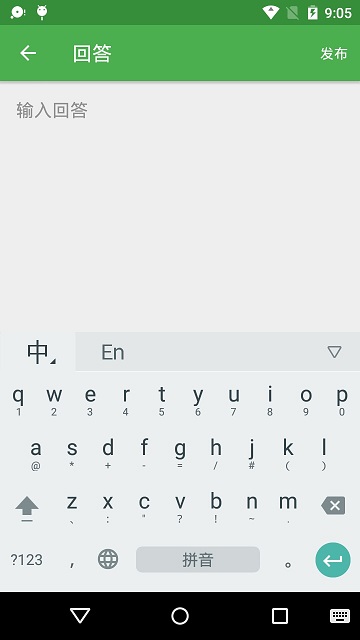 9:05
回答
发布
输入回答
中 En
q w e r t y u i o p
1 2 3 4 5 6 7 8 9 0
a s d f g h j k l
@ * + - = / # ( )
z x c v b n m
、 : " ? ! ~ .
?123 , 拼音 。